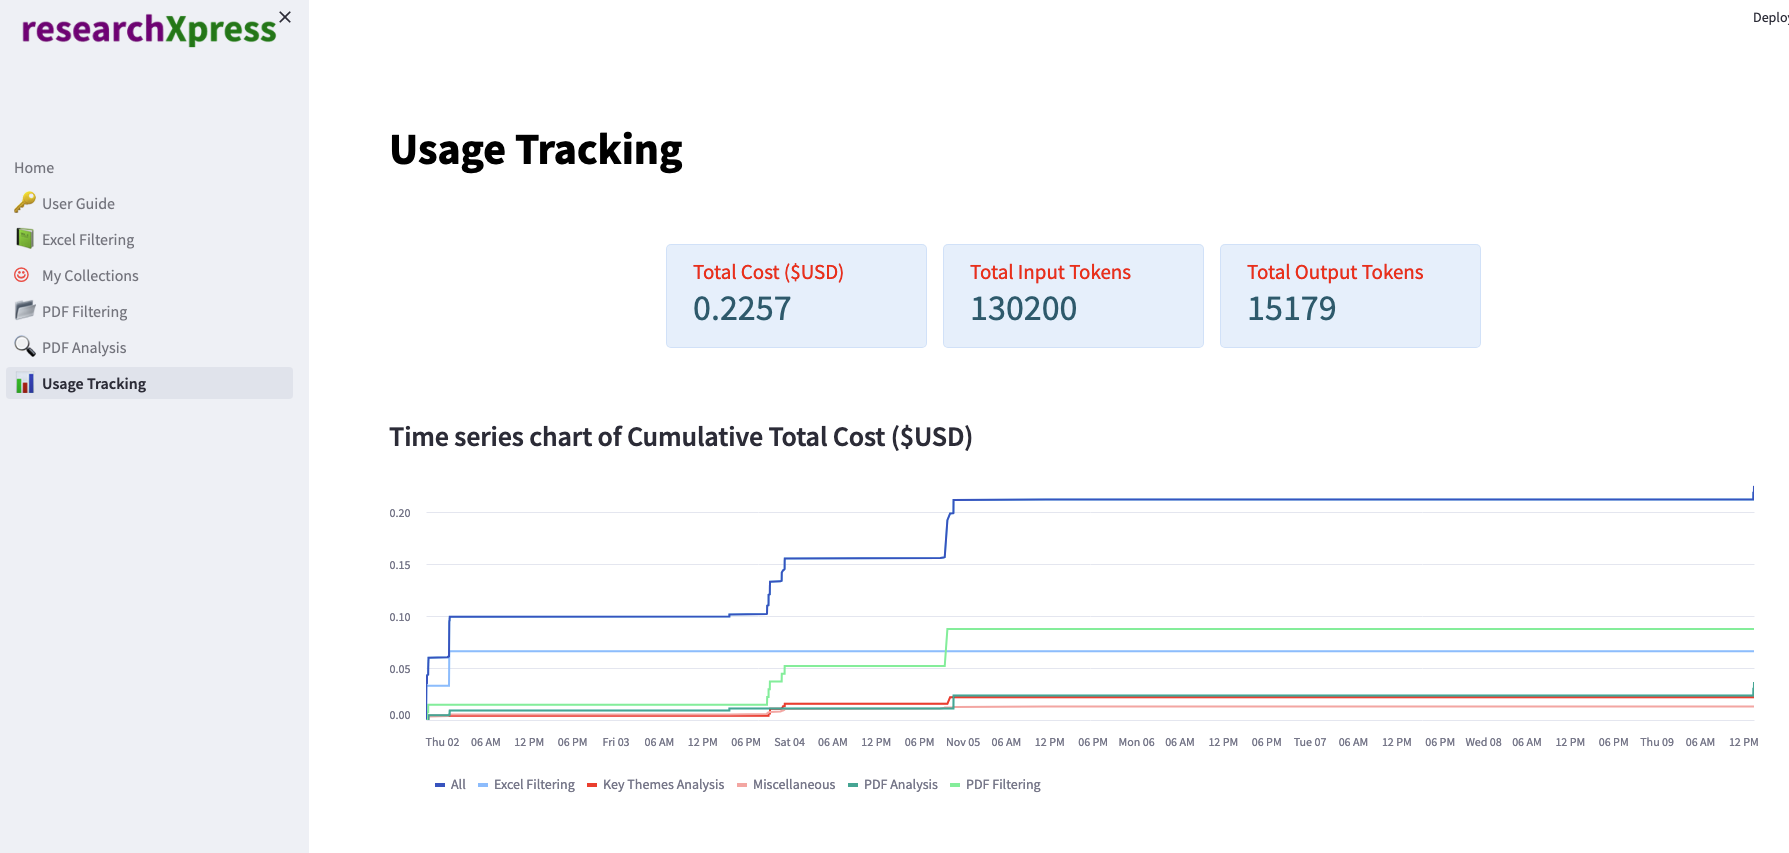 researchXpress
Deploy
Home
User Guide
Excel Filtering
My Collections
PDF Filtering
PDF Analysis
Usage Tracking
Usage Tracking
Total Cost ($USD)
0.2257
Total Input Tokens
130200
Total Output Tokens
15179
Time series chart of Cumulative Total Cost ($USD)
0.20
0.15
0.10
0.05
0.00
Thu 02 06 AM 12 PM 06 PM Fri 03 06 AM 12 PM 06 PM Sat 04 06 AM 12 PM 06 PM Nov 05 06 AM 12 PM 06 PM Mon 06 06 AM 12 PM 06 PM Tue 07 06 AM 12 PM 06 PM Wed 08 06 AM 12 PM 06 PM Thu 09 06 AM 12 PM
All Excel Filtering Key Themes Analysis Miscellaneous PDF Analysis PDF Filtering